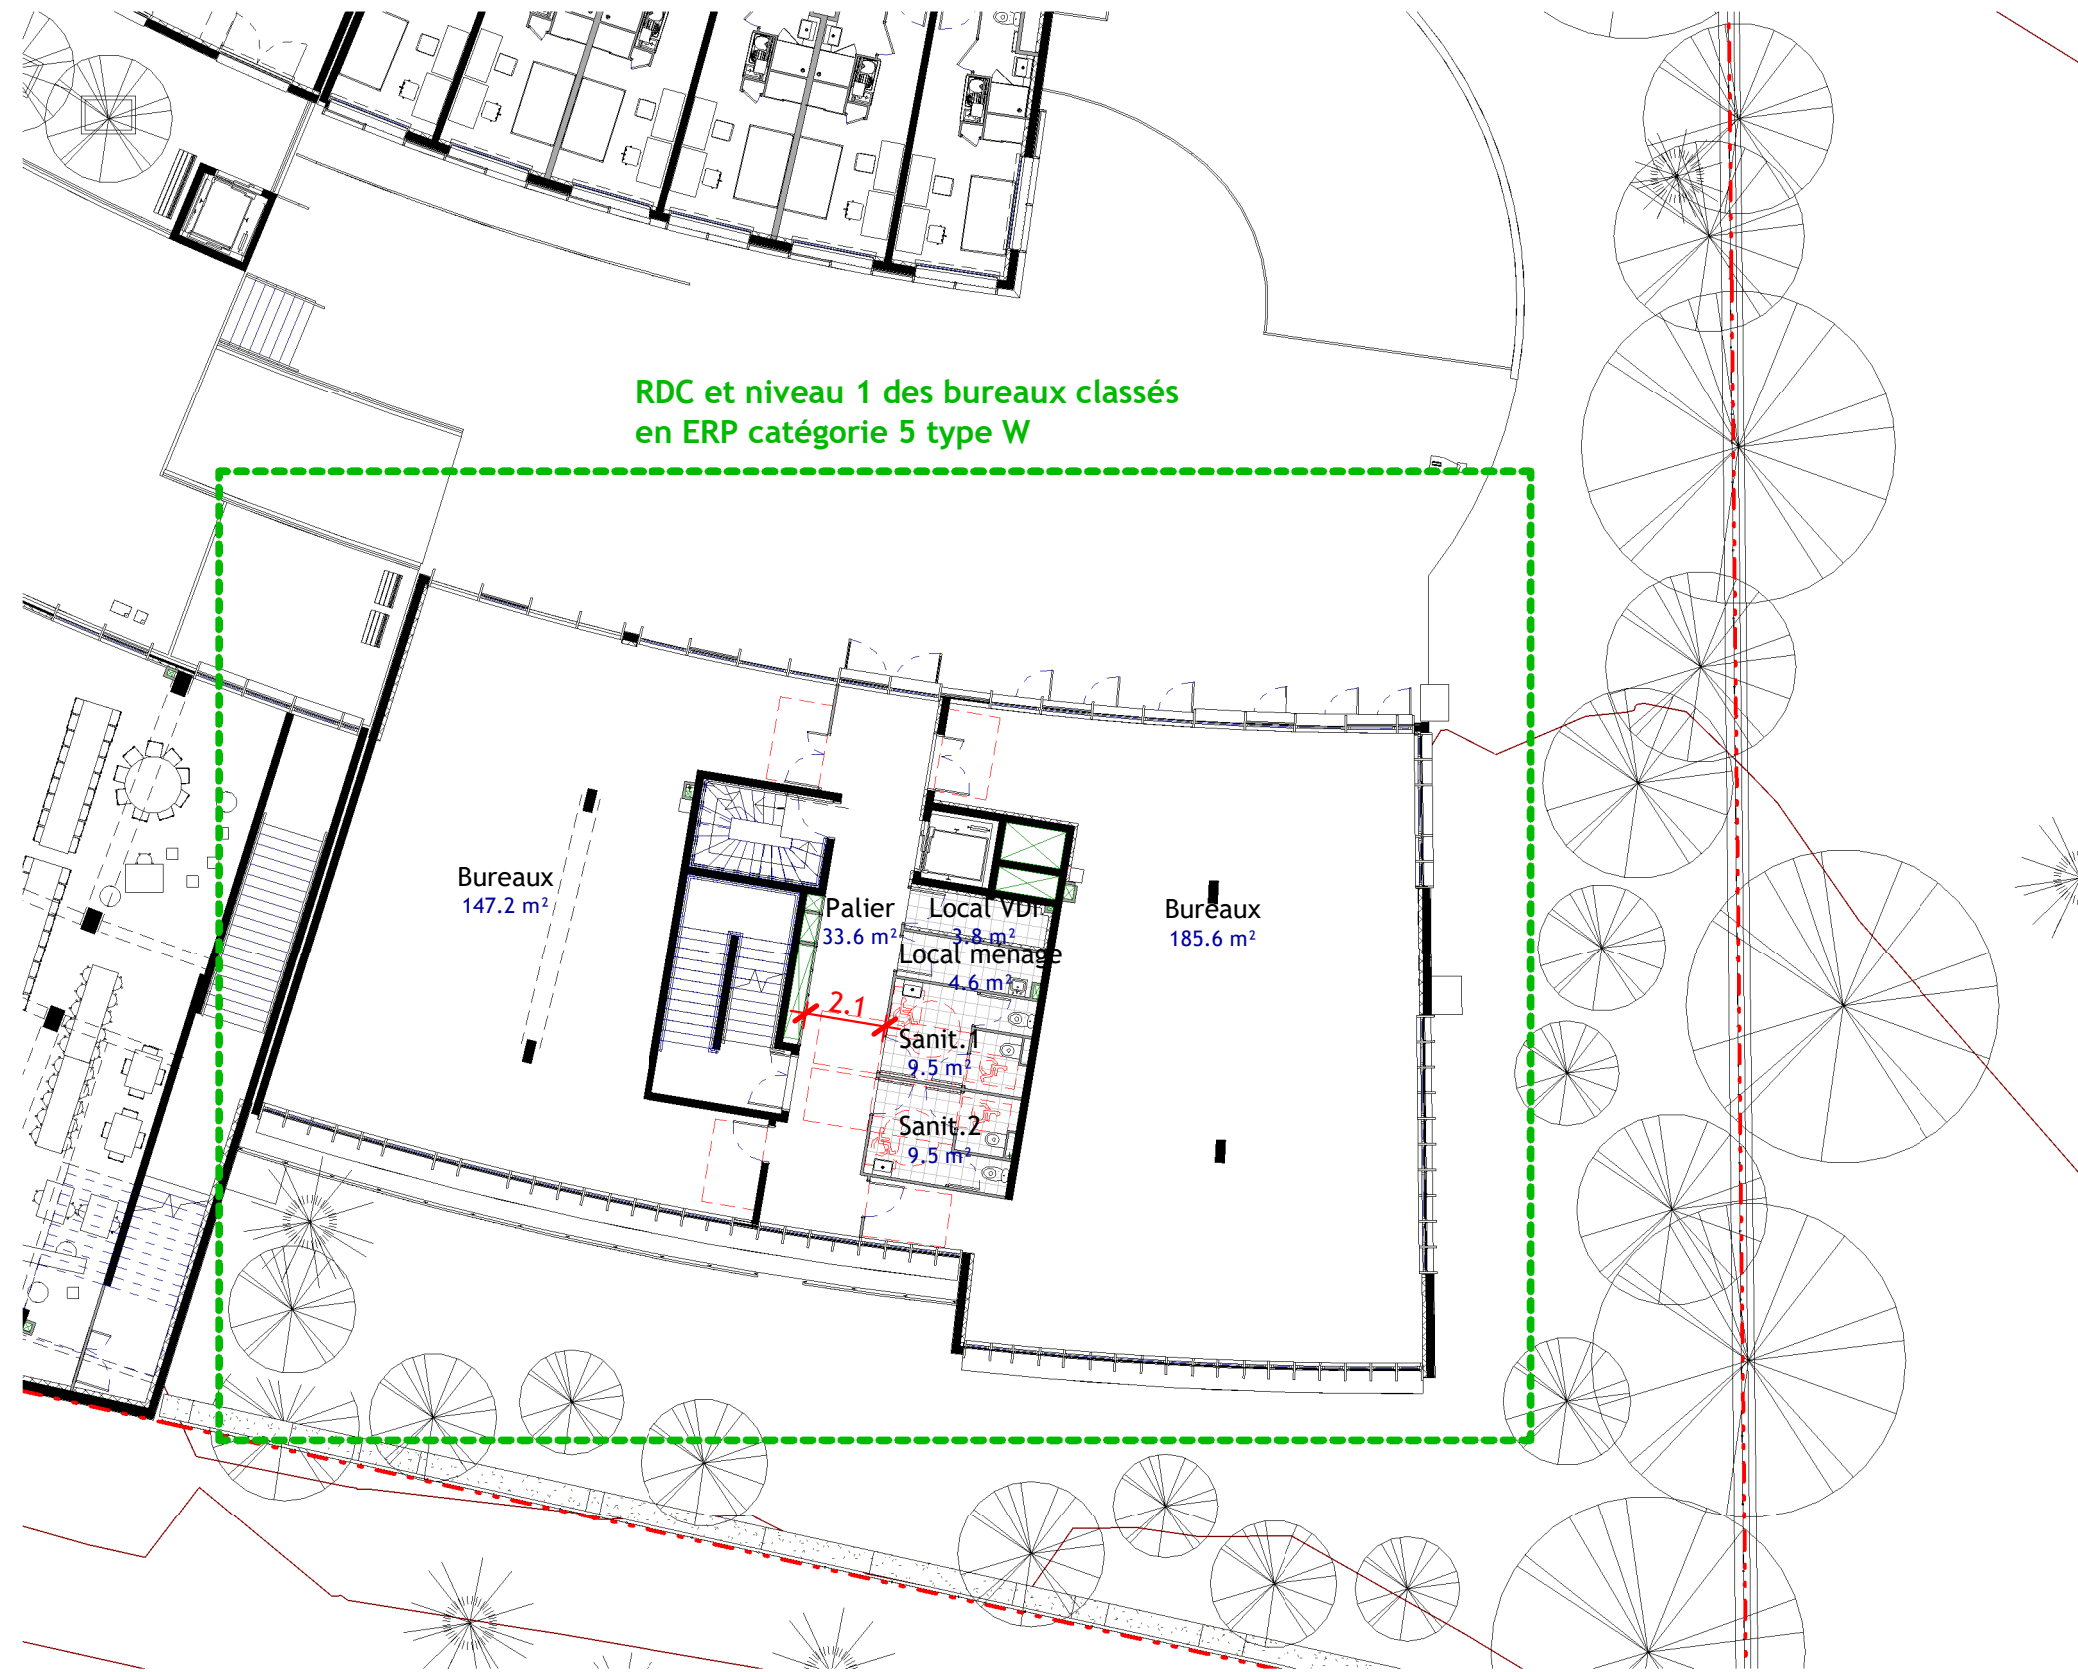 RDC et niveau 1 des bureaux classés
en ERP catégorie 5 type W
Bureaux
147.2 m²
Palier
33.6 m²
Local VDI
3.8 m²
Local ménage
4.6 m²
Bureaux
185.6 m²
2.1
Sanit.1
9.5 m²
Sanit.2
9.5 m²